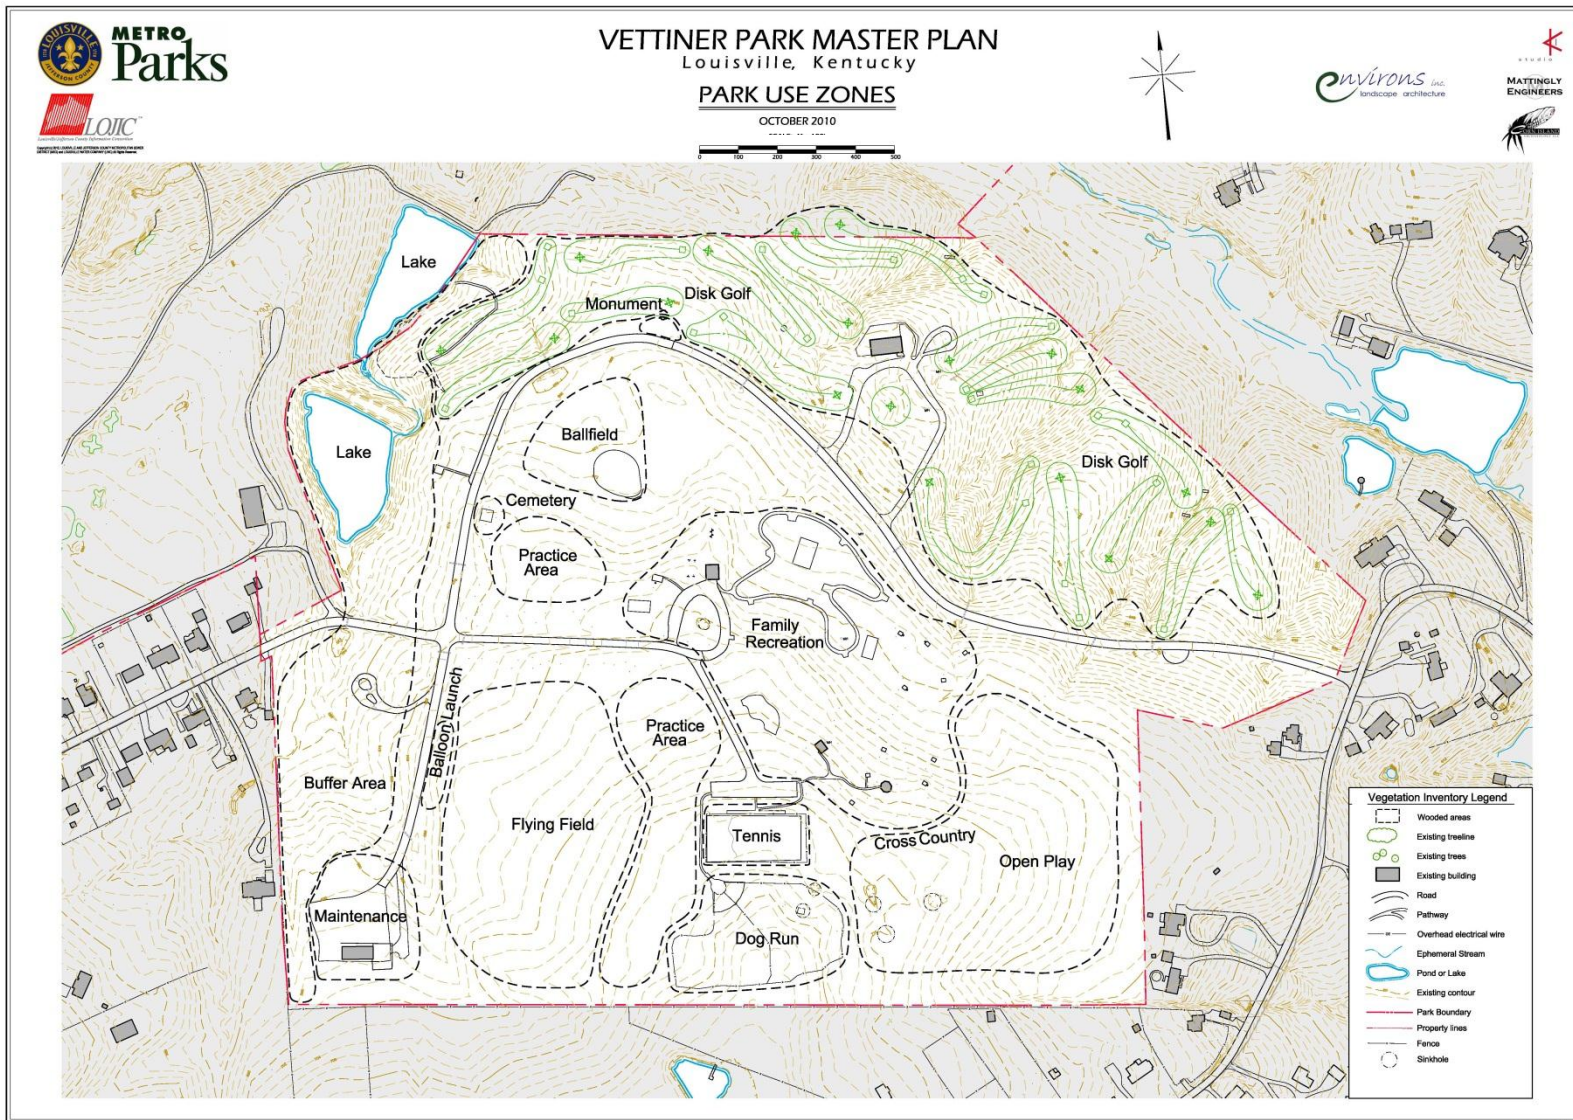 METRO
Parks
LOUISVILLE
JEFFERSON COUNTY
LOJIC
VETTINER PARK MASTER PLAN
Louisville, Kentucky
PARK USE ZONES
OCTOBER 2010
0 100 200 300 400 500
environs inc.
landscape architecture
studio
MATTINGLY
ENGINEERS
Lake
Monument
Disk Golf
Lake
Ballfield
Disk Golf
Cemetery
Practice
Area
Family
Recreation
Balloon Launch
Practice
Area
Buffer Area
Flying Field
Tennis
Cross Country
Open Play
Maintenance
Dog Run
Vegetation Inventory Legend
Wooded areas
Existing treeline
Existing trees
Existing building
Road
Pathway
Overhead electrical wire
Ephemeral Stream
Pond or Lake
Existing contour
Park Boundary
Property lines
Fence
Sinkhole